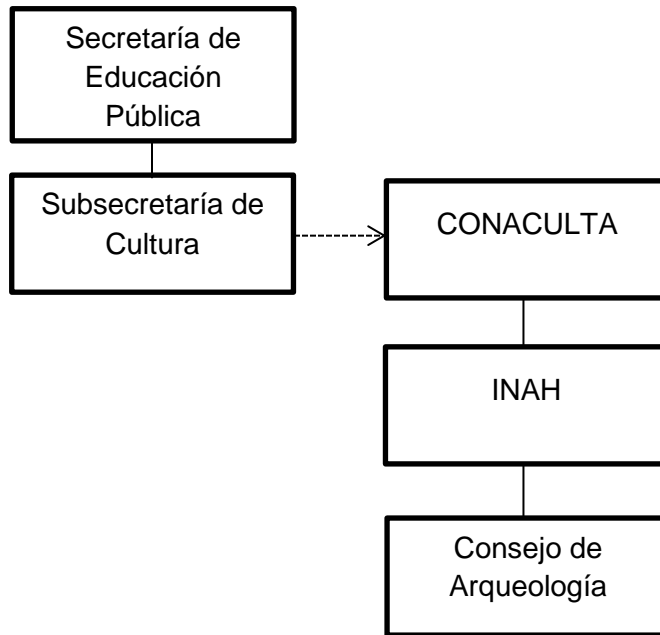 Secretaría de
Educación
Pública
Subsecretaría de
Cultura
CONACULTA
INAH
Consejo de
Arqueología